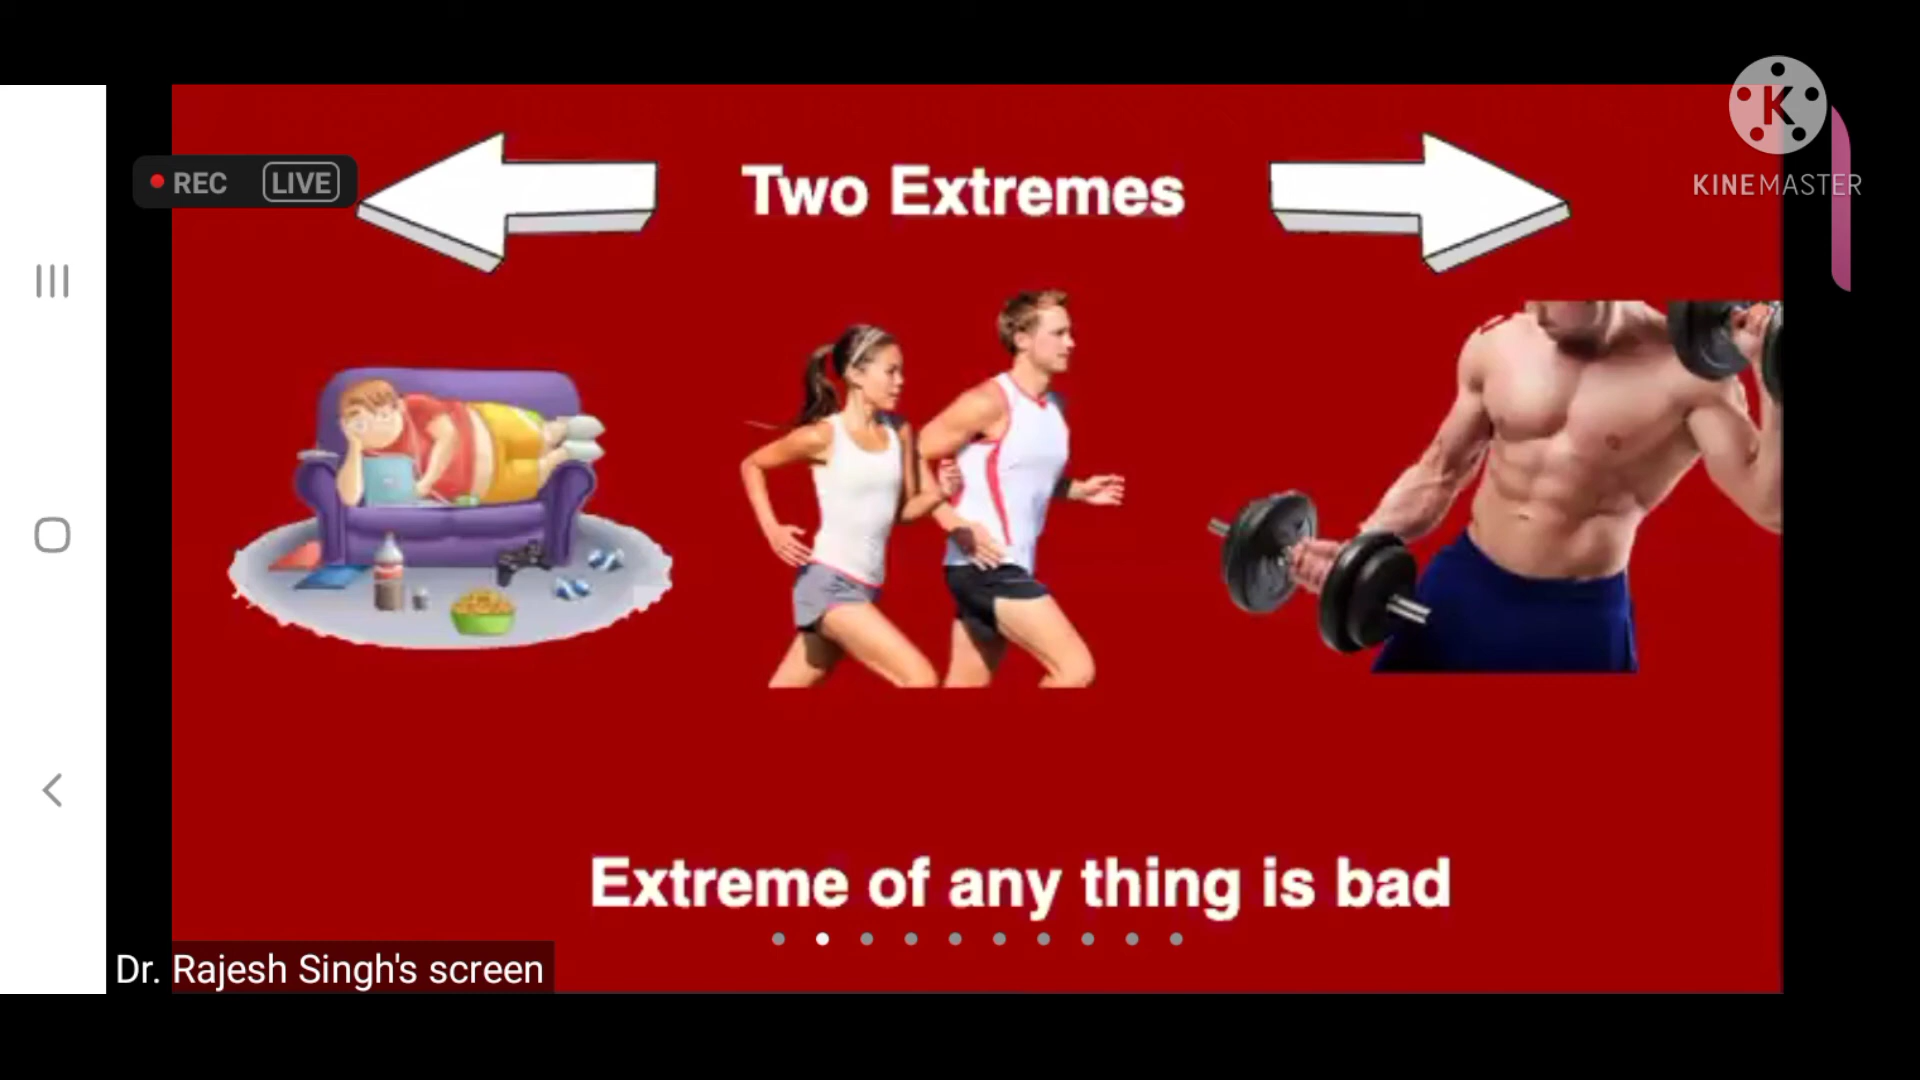 REC LIVE
Two Extremes
K
KINEMASTER
Extreme of any thing is bad
Dr. Rajesh Singh's screen